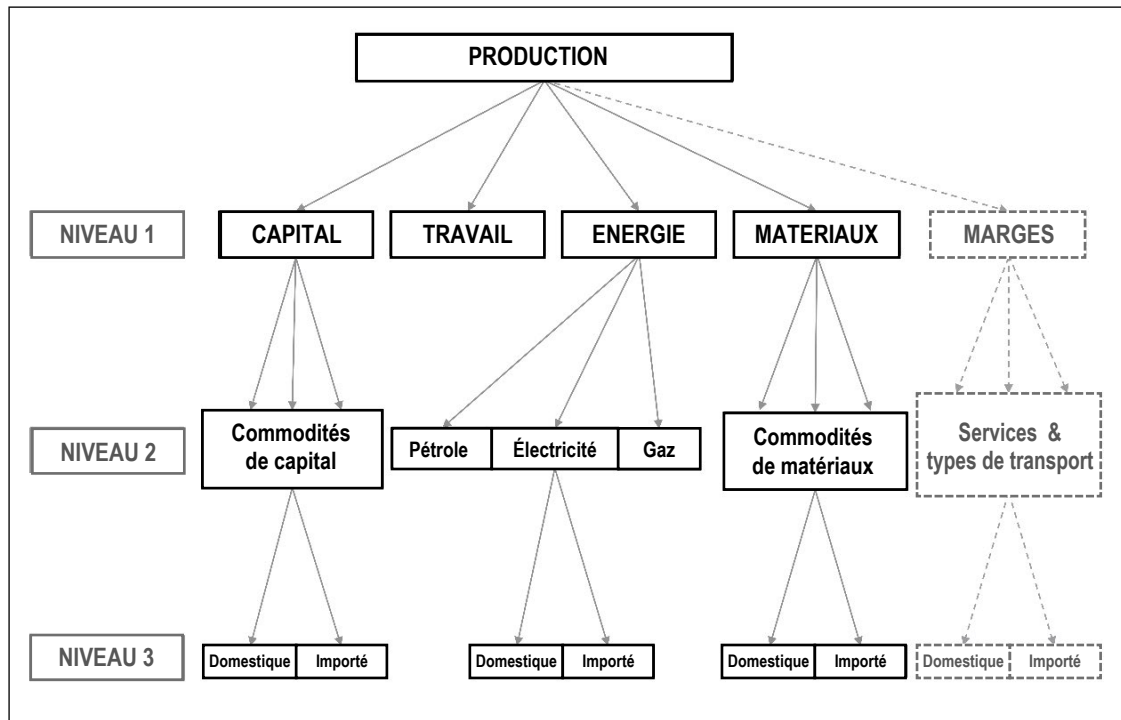 PRODUCTION
NIVEAU 1
CAPITAL
TRAVAIL
ENERGIE
MATERIAUX
MARGES
NIVEAU 2
Commodités
de capital
Pétrole
Électricité
Gaz
Commodités
de matériaux
Services &
types de transport
NIVEAU 3
Domestique
Importé
Domestique
Importé
Domestique
Importé
Domestique
Importé